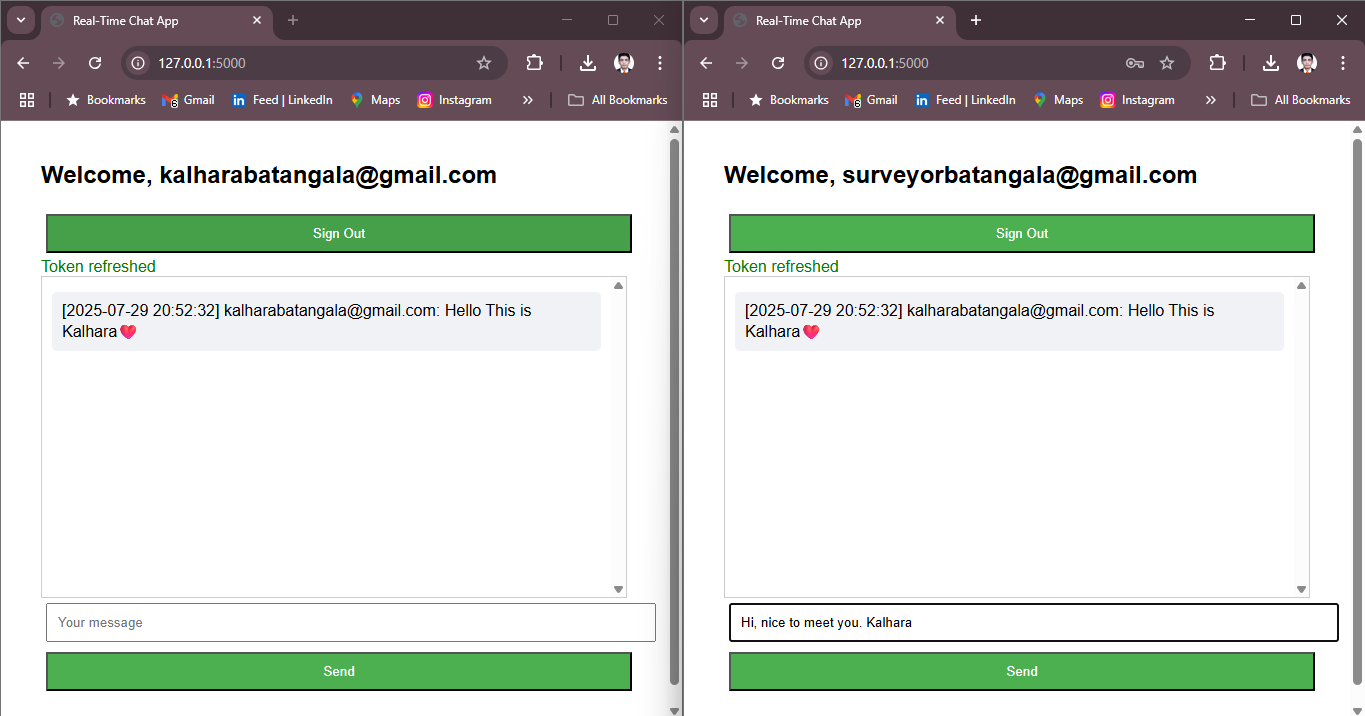 Real-Time Chat App
127.0.0.1:5000
Bookmarks 6 Gmail in Feed | LinkedIn Maps Instagram » All Bookmarks
Welcome, kalharabatangala@gmail.com
Sign Out
Token refreshed
[2025-07-29 20:52:32] kalharabatangala@gmail.com: Hello This is
Kalhara❤️
Your message
Send
Real-Time Chat App
127.0.0.1:5000
Bookmarks 6 Gmail in Feed | LinkedIn Maps Instagram » All Bookmarks
Welcome, surveyorbatangala@gmail.com
Sign Out
Token refreshed
[2025-07-29 20:52:32] kalharabatangala@gmail.com: Hello This is
Kalhara❤️
Hi, nice to meet you. Kalhara
Send